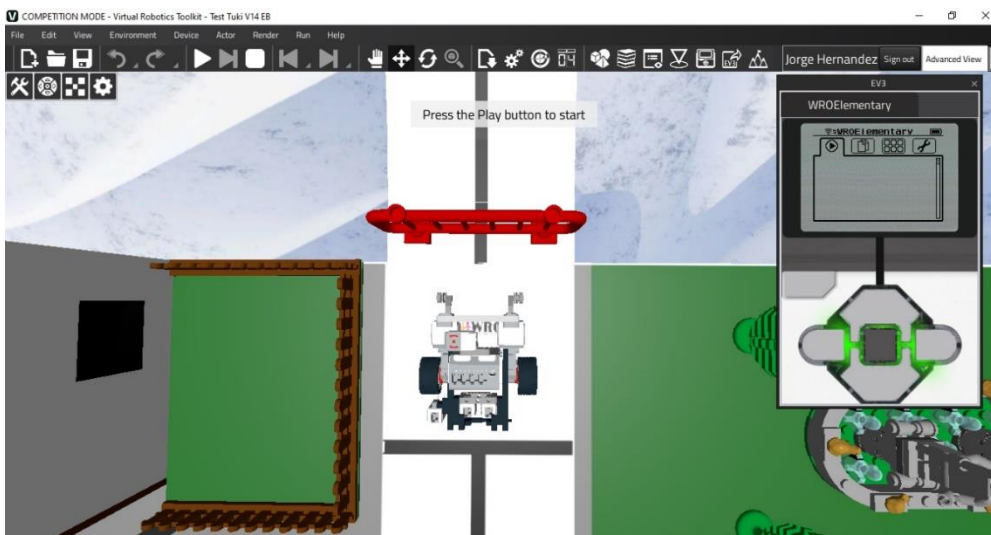 COMPETITION MODE - Virtual Robotics Toolkit - Test Tuki V14 EB
File Edit View Environment Device Actor Render Run Help
Jorge Hernandez Sign out Advanced View
EV3
WROElementary
Press the Play button to start
WROElementary
WRO